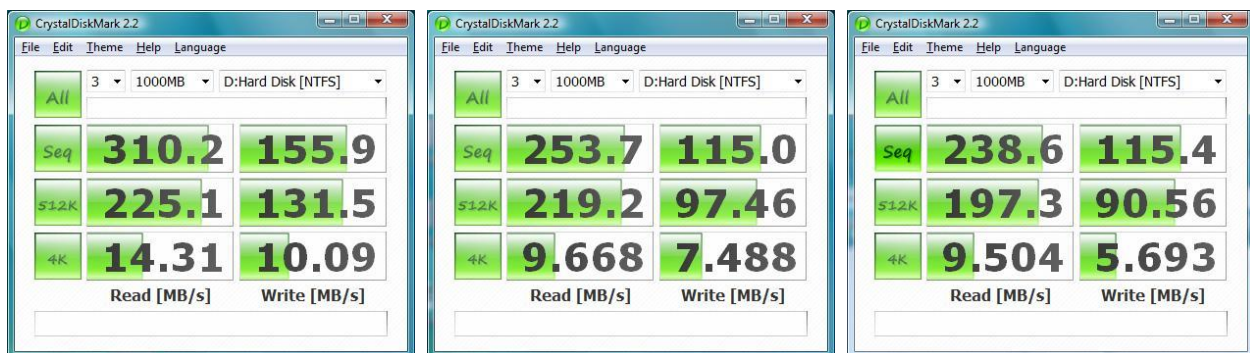 CrystalDiskMark 2.2
File Edit Theme Help Language
All 3 1000MB D:Hard Disk [NTFS]
Seq 310.2 155.9
512K 225.1 131.5
4K 14.31 10.09
Read [MB/s] Write [MB/s]
CrystalDiskMark 2.2
File Edit Theme Help Language
All 3 1000MB D:Hard Disk [NTFS]
Seq 253.7 115.0
512K 219.2 97.46
4K 9.668 7.488
Read [MB/s] Write [MB/s]
CrystalDiskMark 2.2
File Edit Theme Help Language
All 3 1000MB D:Hard Disk [NTFS]
Seq 238.6 115.4
512K 197.3 90.56
4K 9.504 5.693
Read [MB/s] Write [MB/s]